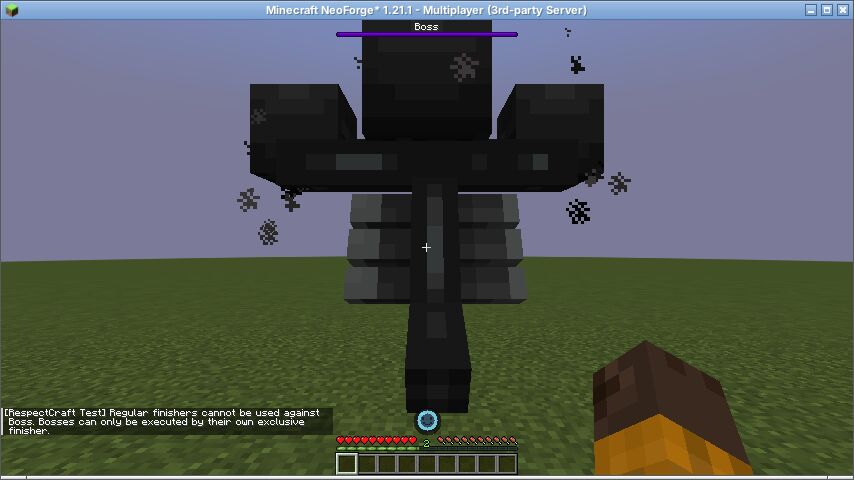 Minecraft NeoForge* 1.21.1 - Multiplayer (3rd-party Server)
Boss
[RespectCraft Test] Regular finishers cannot be used against
Boss. Bosses can only be executed by their own exclusive
finisher.
2